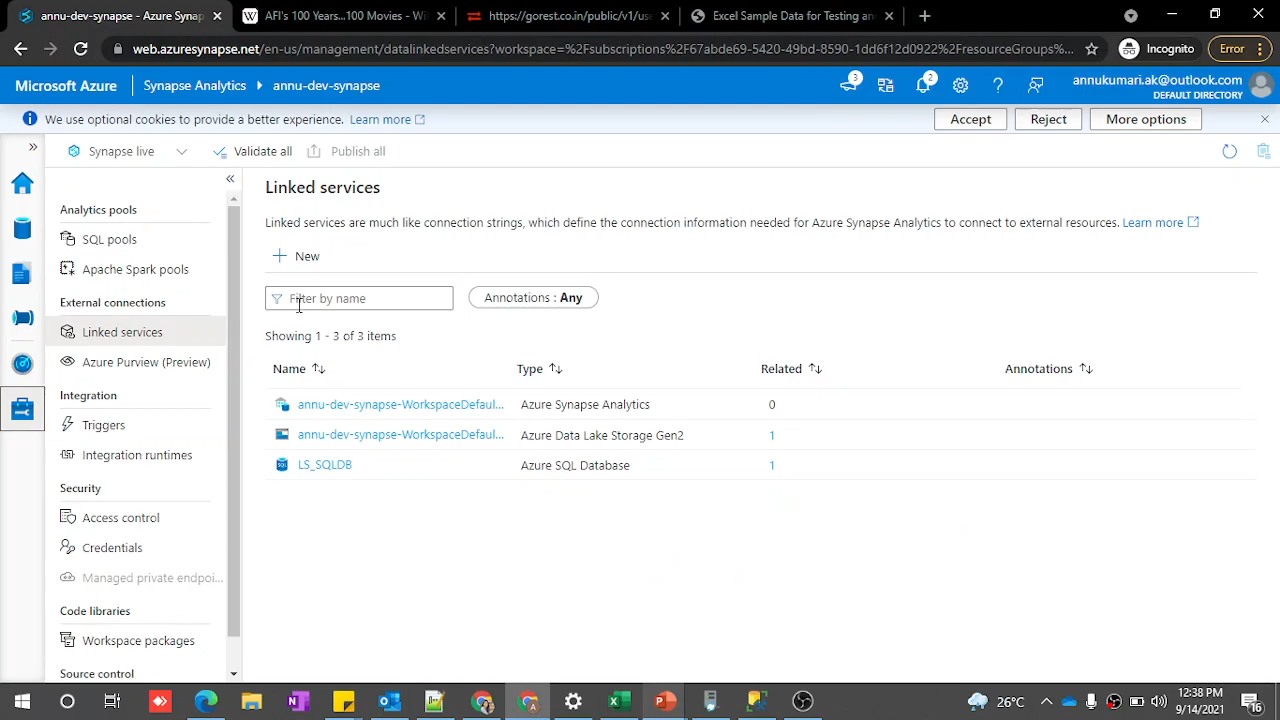 annu-dev-synapse - Azure Synap
AFI's 100 Years...100 Movies - Wi
https://gorest.co.in/public/v1/us
Excel Sample Data for Testing an
web.azuresynapse.net/en-us/management/datalinkedservices?workspace=%2Fsubscriptions%2F67abde69-5420-49bd-8590-1dd6f12d0922%2FresourceGroups%...
Incognito
Error
Microsoft Azure
Synapse Analytics
annu-dev-synapse
3
2
annukumari.ak@outlook.com
DEFAULT DIRECTORY
We use optional cookies to provide a better experience. Learn more
Accept
Reject
More options
Synapse live
Validate all
Publish all
Analytics pools
SQL pools
Apache Spark pools
External connections
Linked services
Azure Purview (Preview)
Integration
Triggers
Integration runtimes
Security
Access control
Credentials
Managed private endpoi...
Code libraries
Workspace packages
Source control
Linked services
Linked services are much like connection strings, which define the connection information needed for Azure Synapse Analytics to connect to external resources. Learn more
New
Filter by name
Annotations : Any
Showing 1 - 3 of 3 items
Name Type Related Annotations
annu-dev-synapse-WorkspaceDefaul... Azure Synapse Analytics 0
annu-dev-synapse-WorkspaceDefaul... Azure Data Lake Storage Gen2 1
LS_SQLDB Azure SQL Database 1
26°C
12:38 PM
9/14/2021
16